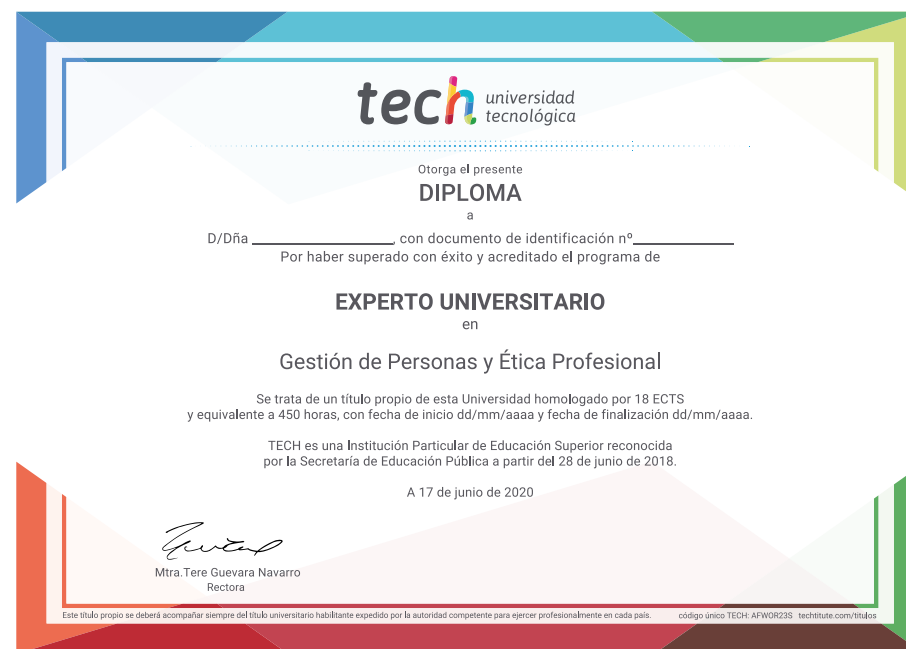 tech universidad
tecnológica
Otorga el presente
DIPLOMA
a
D/Dña ____________________, con documento de identificación nº______________
Por haber superado con éxito y acreditado el programa de
EXPERTO UNIVERSITARIO
en
Gestión de Personas y Ética Profesional
Se trata de un título propio de esta Universidad homologado por 18 ECTS
y equivalente a 450 horas, con fecha de inicio dd/mm/aaaa y fecha de finalización dd/mm/aaaa.
TECH es una Institución Particular de Educación Superior reconocida
por la Secretaría de Educación Pública a partir del 28 de junio de 2018.
A 17 de junio de 2020
Mtra.Tere Guevara Navarro
Rectora
Este título propio se deberá acompañar siempre del título universitario habilitante expedido por la autoridad competente para ejercer profesionalmente en cada país. código único TECH: AFWOR23S techtitute.com/titulos